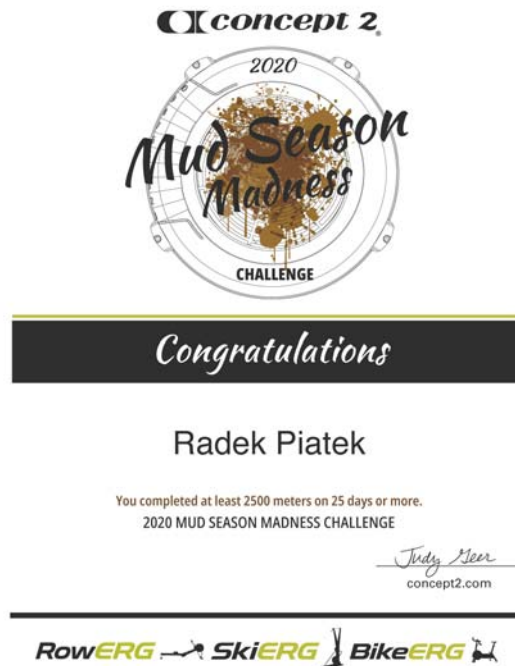 concept 2®
2020
Mud Season
Madness
CHALLENGE
Congratulations
Radek Piatek
You completed at least 2500 meters on 25 days or more.
2020 MUD SEASON MADNESS CHALLENGE
Judy Geer
concept2.com
RowERG SkiERG BikeERG